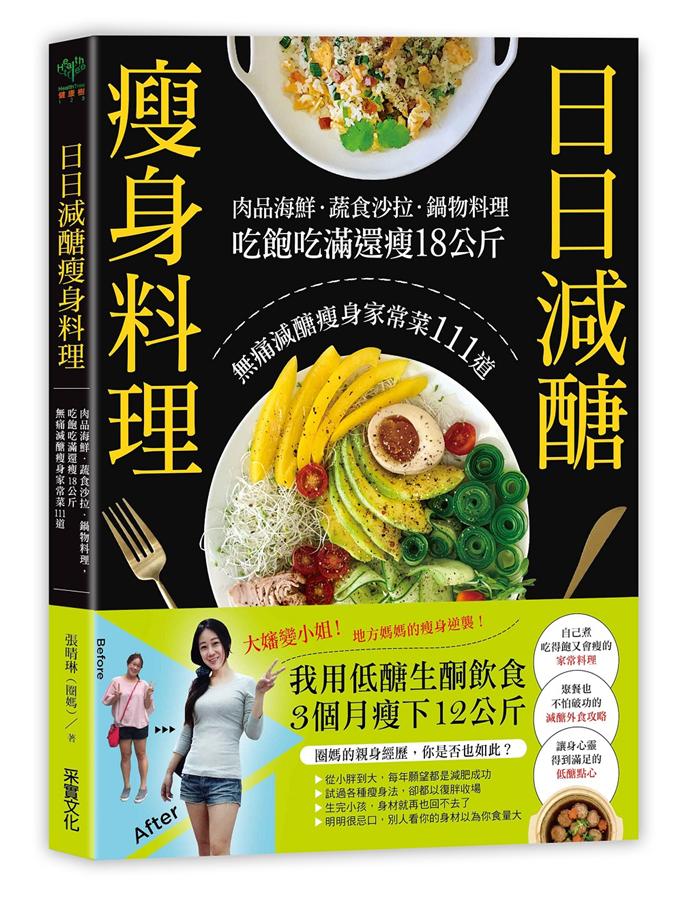 Health Tree
HealthTree
健康樹
123
日日減醣瘦身料理
肉品海鮮．蔬食沙拉．鍋物料理，
吃飽吃滿還瘦18公斤
無痛減醣瘦身家常菜111道
張晴琳（圈媽）／著
采實文化
日日減醣
瘦身料理
肉品海鮮．蔬食沙拉．鍋物料理
吃飽吃滿還瘦18公斤
無痛減醣瘦身家常菜111道
大嬸變小姐！ 地方媽媽的瘦身逆襲！
我用低醣生酮飲食
3個月瘦下12公斤
圈媽的親身經歷，你是否也如此？
▷從小胖到大，每年願望都是減肥成功
▷試過各種瘦身法，卻都以復胖收場
▷生完小孩，身材就再也回不去了
▷明明很忌口，別人看你的身材以為你食量大
Before
After
自己煮
吃得飽又會瘦的
家常料理
聚餐也
不怕破功的
減醣外食攻略
讓身心靈
得到滿足的
低醣點心